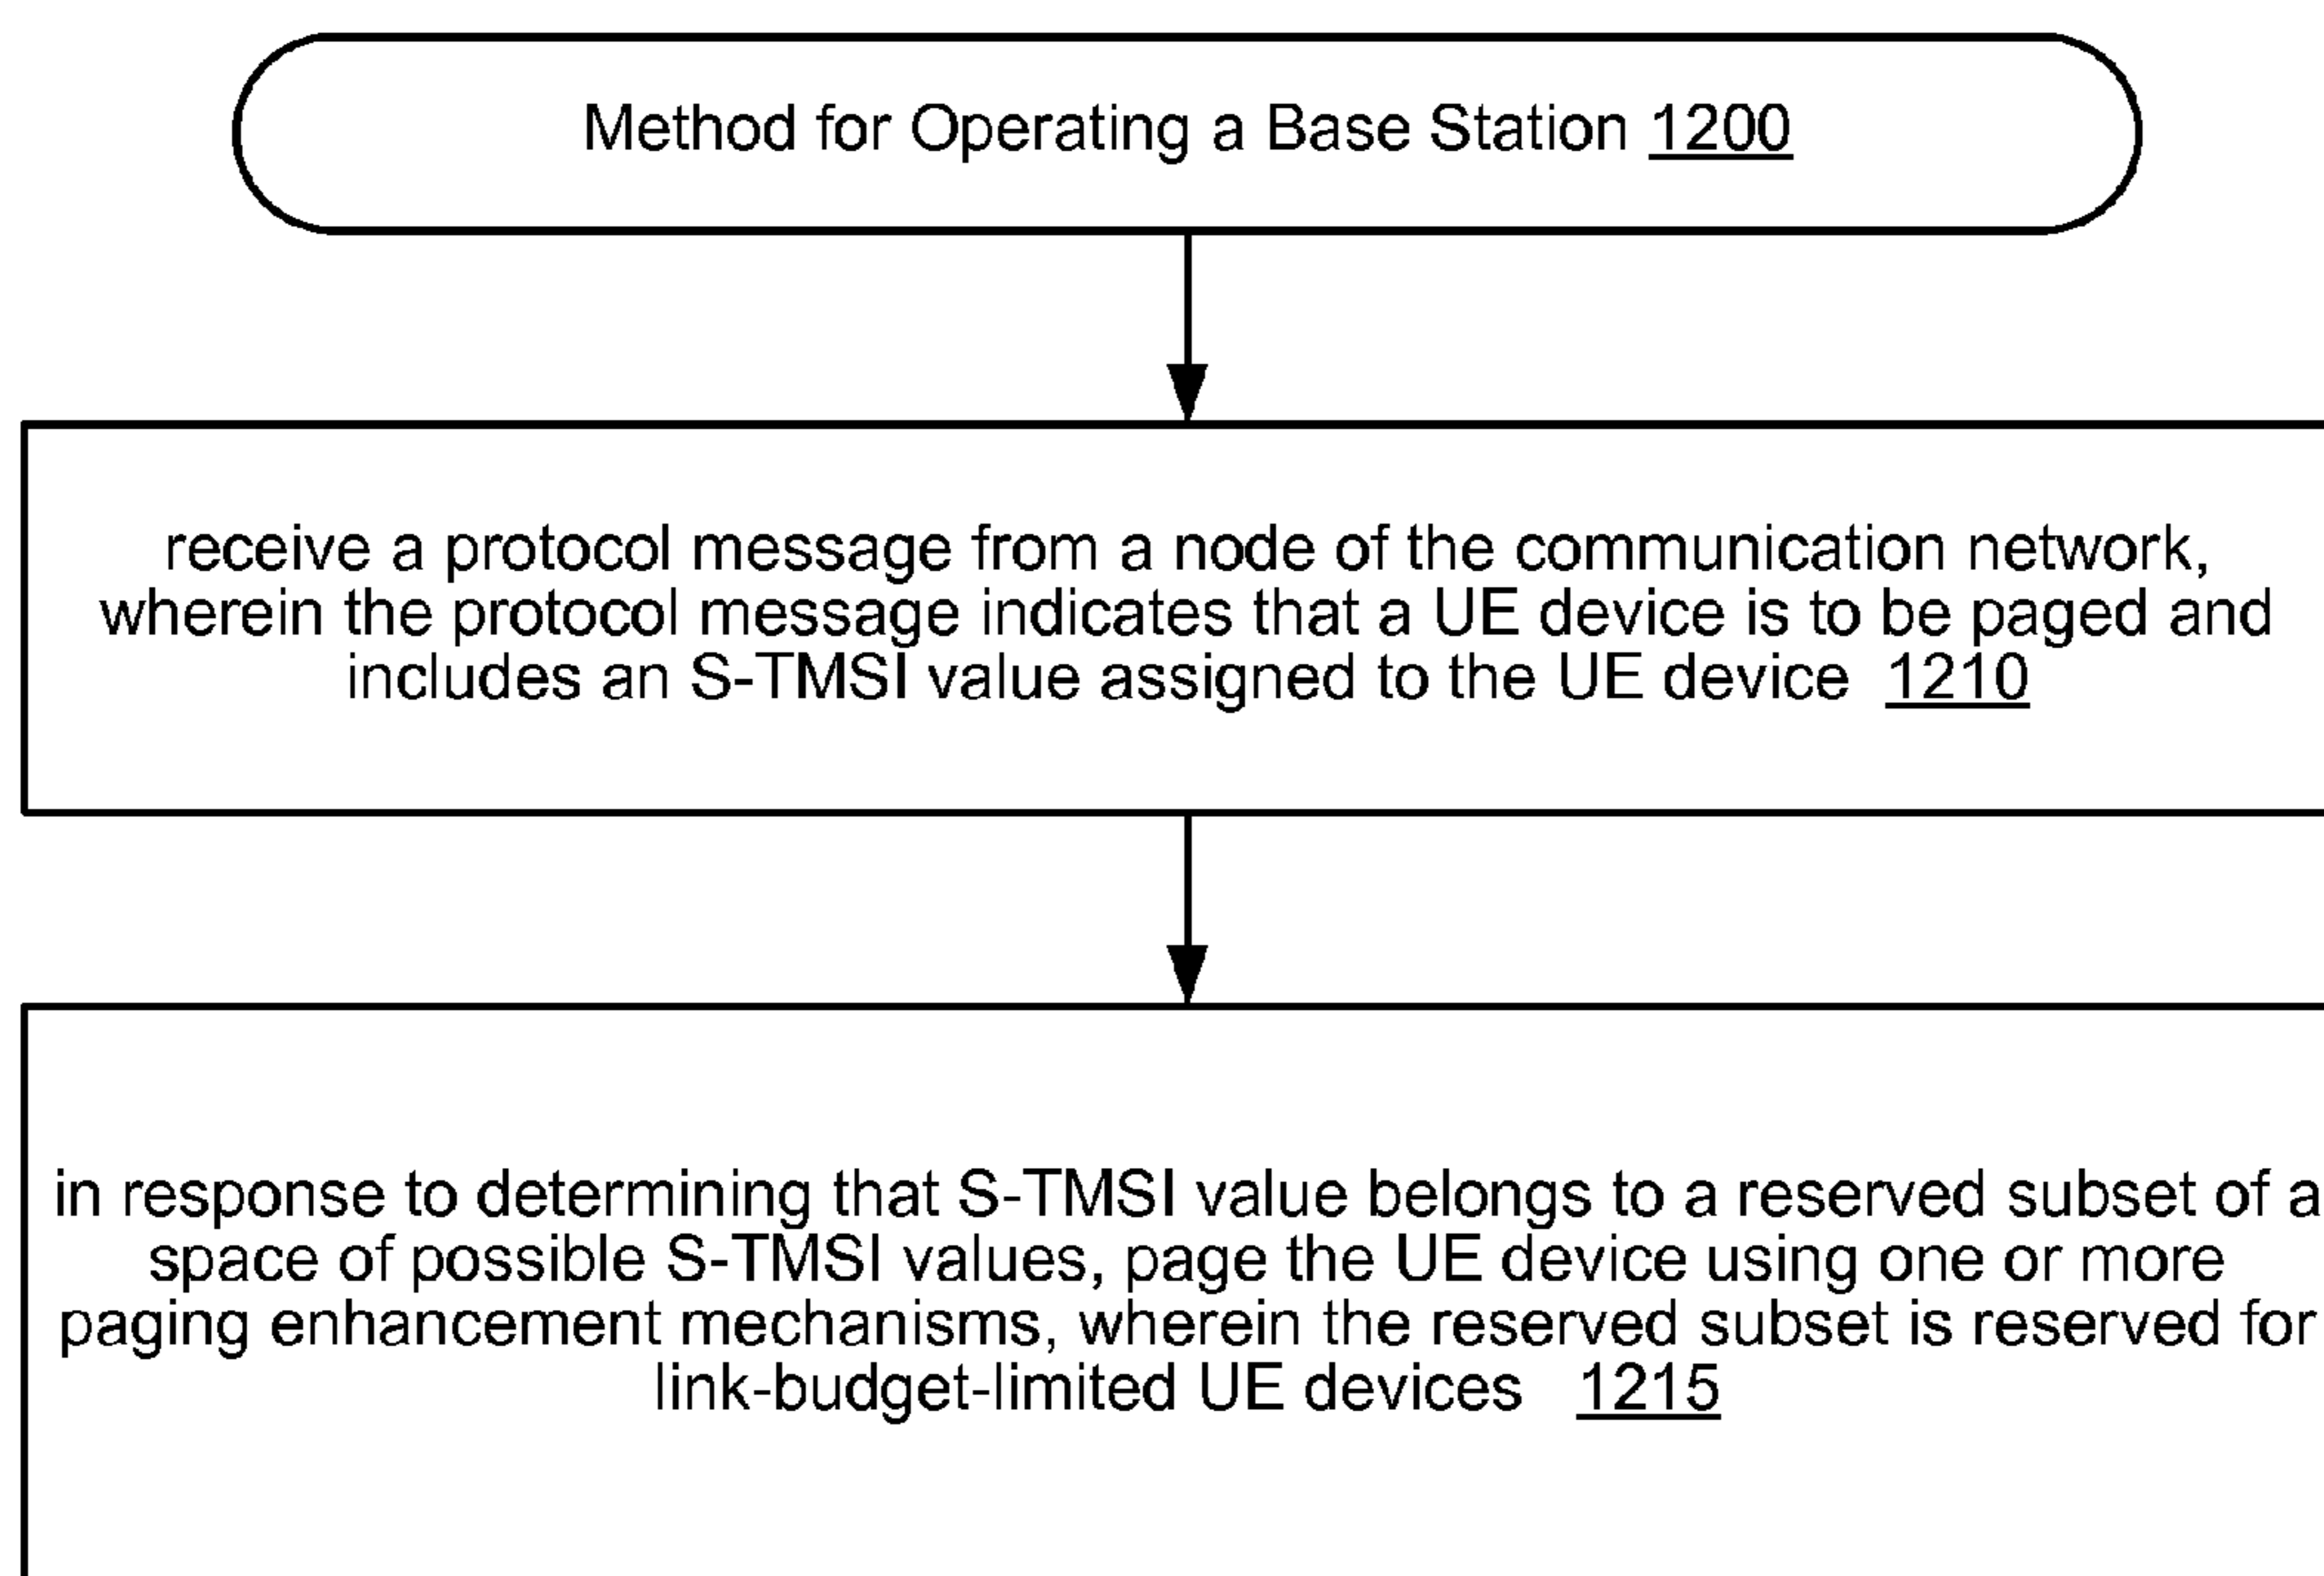 Method for Operating a Base Station 1200
receive a protocol message from a node of the communication network,
wherein the protocol message indicates that a UE device is to be paged and
includes an S-TMSI value assigned to the UE device 1210
in response to determining that S-TMSI value belongs to a reserved subset of a
space of possible S-TMSI values, page the UE device using one or more
paging enhancement mechanisms, wherein the reserved subset is reserved for
link-budget-limited UE devices 1215